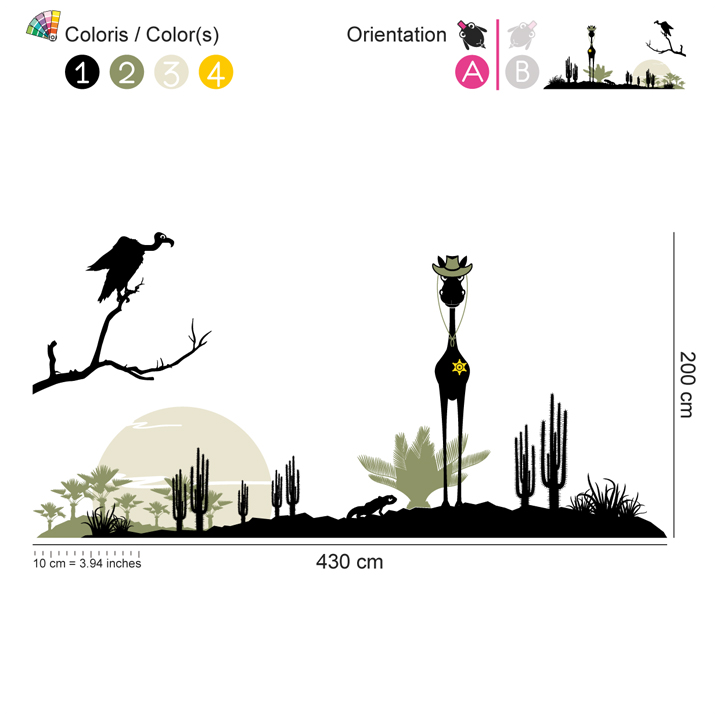 Coloris / Color(s)
1 2 3 4
Orientation
A B
200 cm
430 cm
10 cm = 3.94 inches